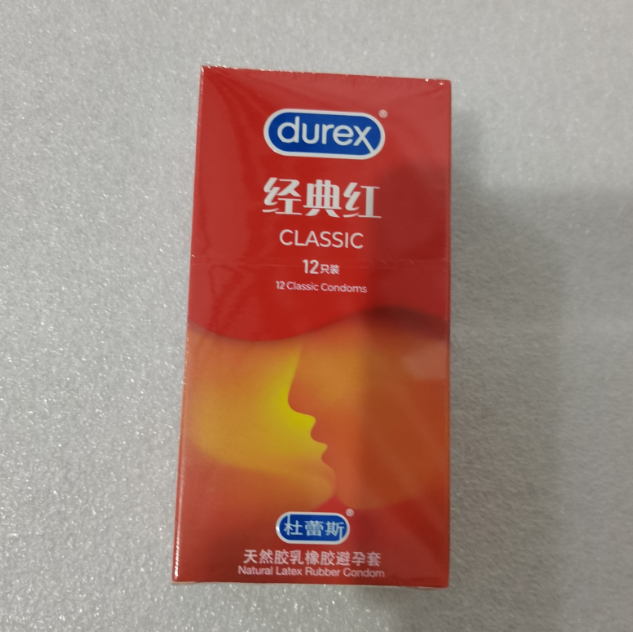 durex®
经典红
CLASSIC
12只装
12 Classic Condoms
杜蕾斯®
天然胶乳橡胶避孕套
Natural Latex Rubber Condom